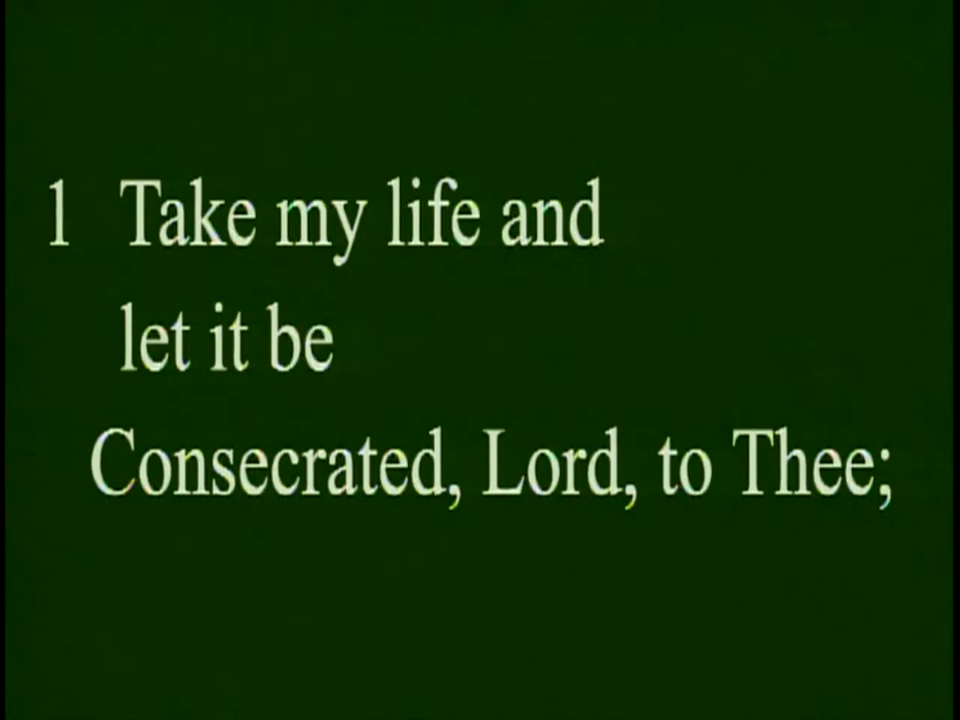 1 Take my life and
let it be
Consecrated, Lord, to Thee;